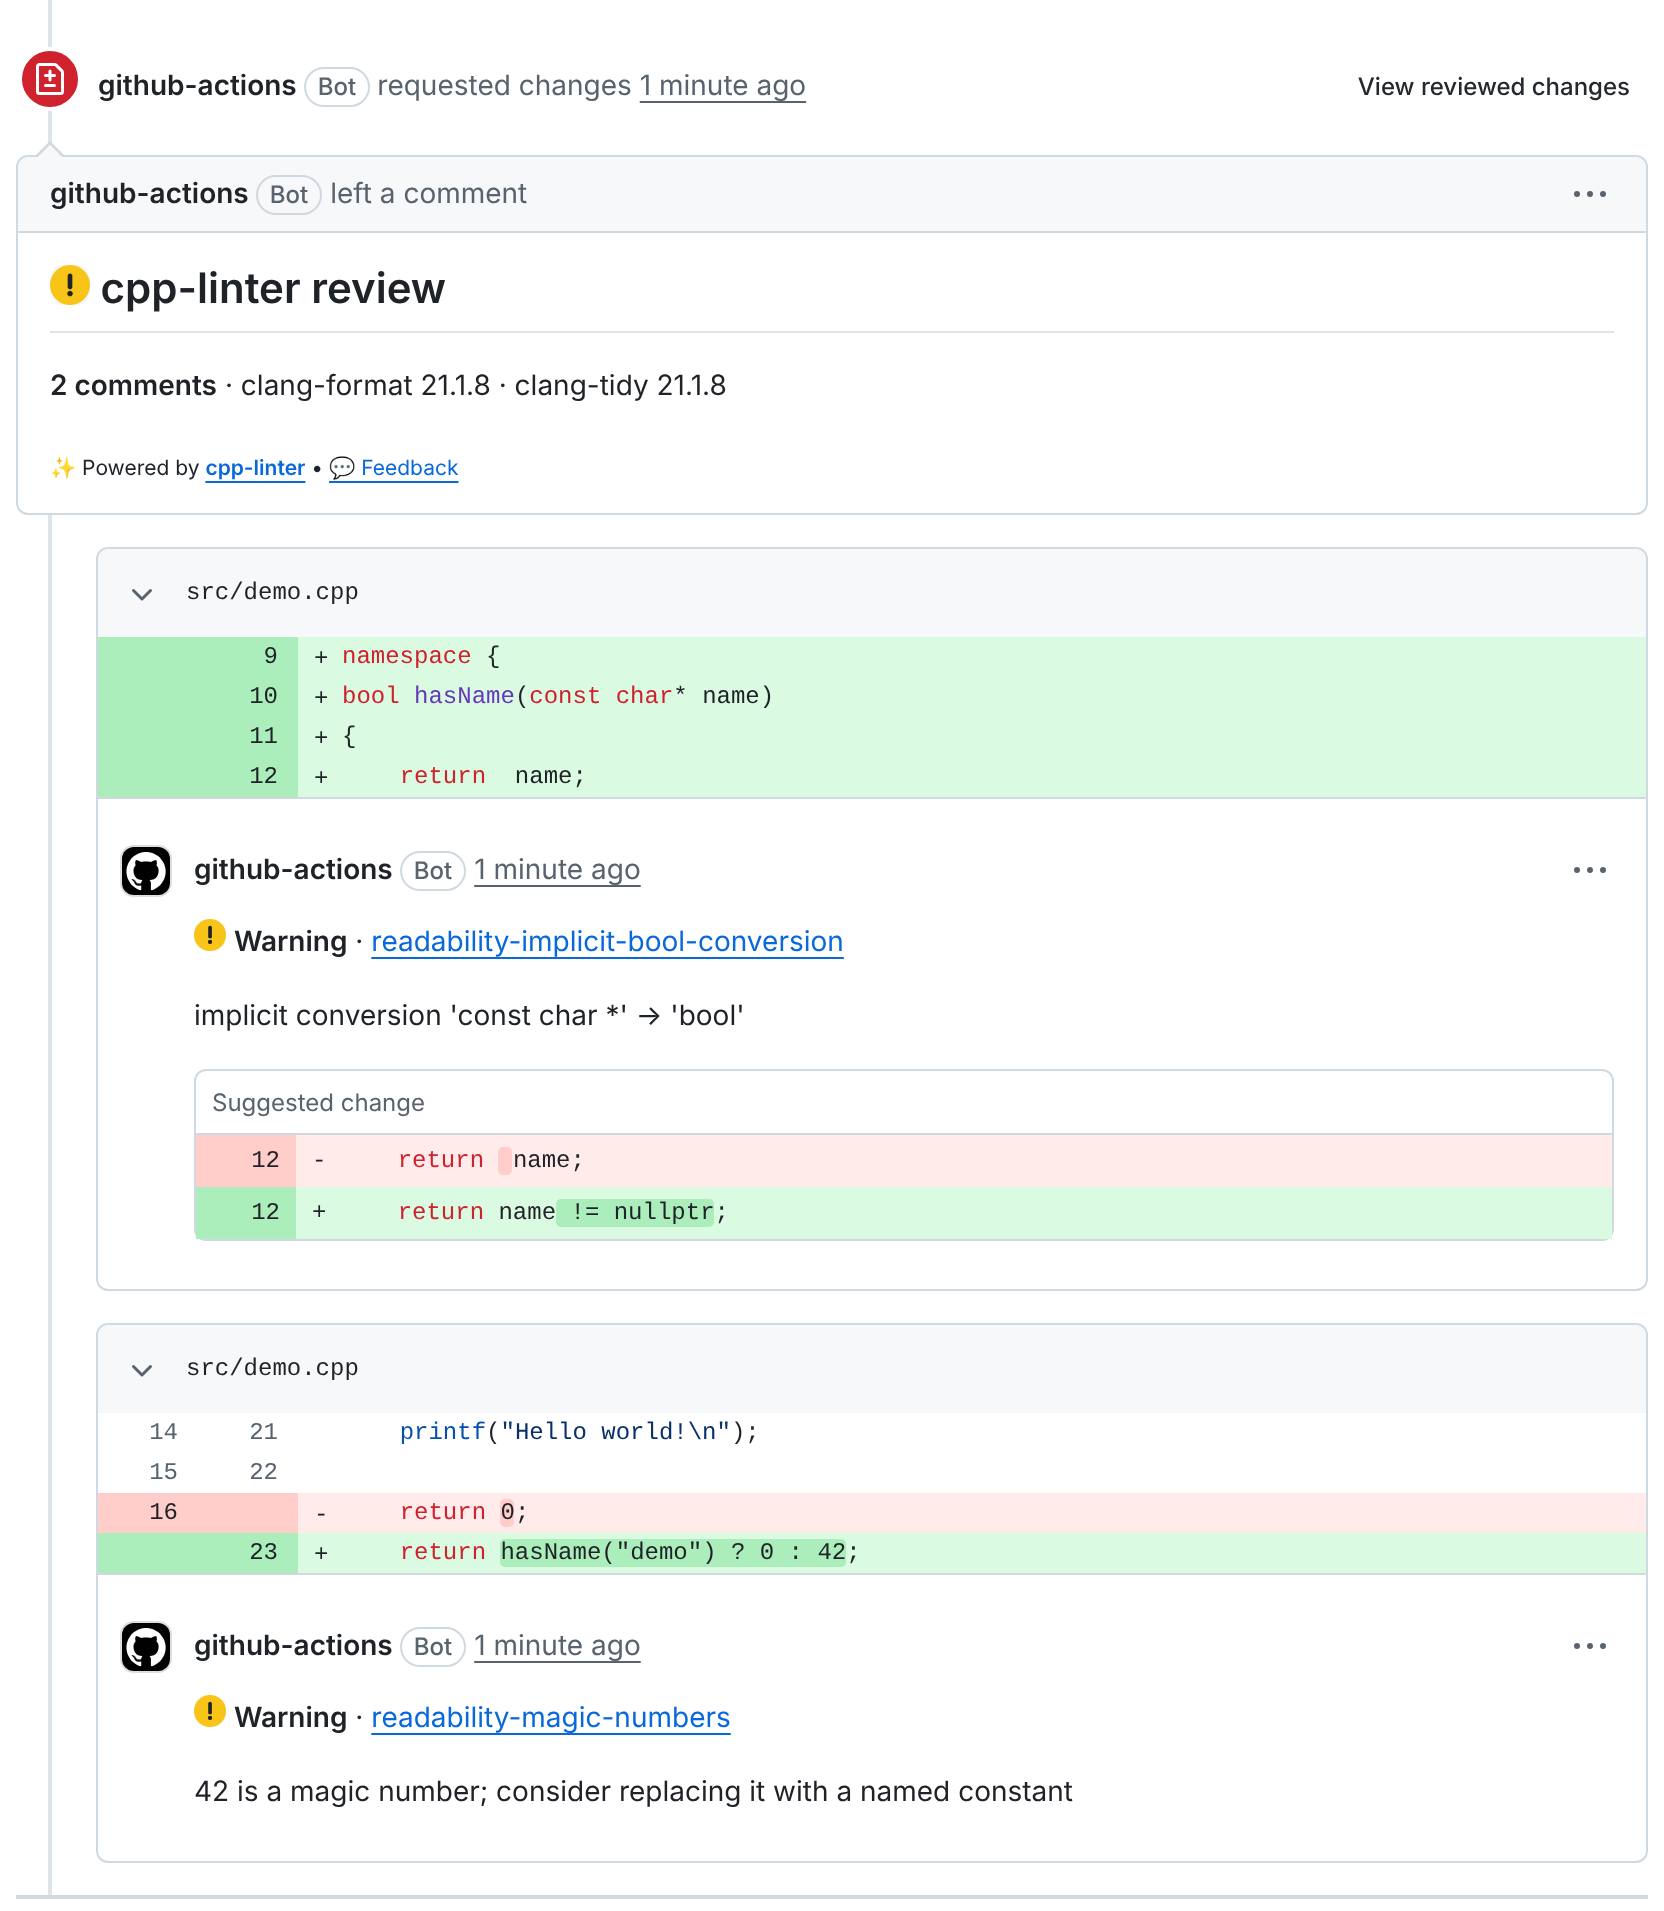 github-actions Bot requested changes 1 minute ago View reviewed changes
github-actions Bot left a comment
cpp-linter review
2 comments · clang-format 21.1.8 · clang-tidy 21.1.8
✨ Powered by cpp-linter • 💬 Feedback
src/demo.cpp
9 + namespace {
10 + bool hasName(const char* name)
11 + {
12 +     return  name;
github-actions Bot 1 minute ago
Warning · readability-implicit-bool-conversion
implicit conversion 'const char *' → 'bool'
Suggested change
12 -     return  name;
12 +     return name != nullptr;
src/demo.cpp
14 21     printf("Hello world!\n");
15 22
16 -     return 0;
23 +     return hasName("demo") ? 0 : 42;
github-actions Bot 1 minute ago
Warning · readability-magic-numbers
42 is a magic number; consider replacing it with a named constant